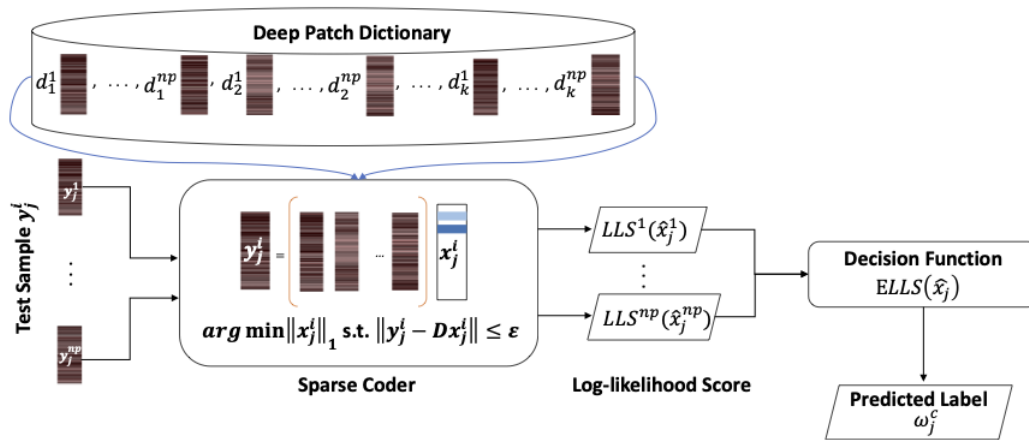 Deep Patch Dictionary
d_1^1 , ... , d_1^{np} , d_2^1 , ... , d_2^{np} , ... , d_k^1 , ... , d_k^{np}
Test Sample y_j^i
y_j^1
⋮
y_j^{np}
y_j^i = ( ... ) x_j^i
arg min‖x_j^i‖_1 s.t. ‖y_j^i − Dx_j^i‖ ≤ ε
Sparse Coder
LLS^1(x̂_j^1)
⋮
LLS^{np}(x̂_j^{np})
Log-likelihood Score
Decision Function
ELLS(x̂_j)
Predicted Label
ω_j^c